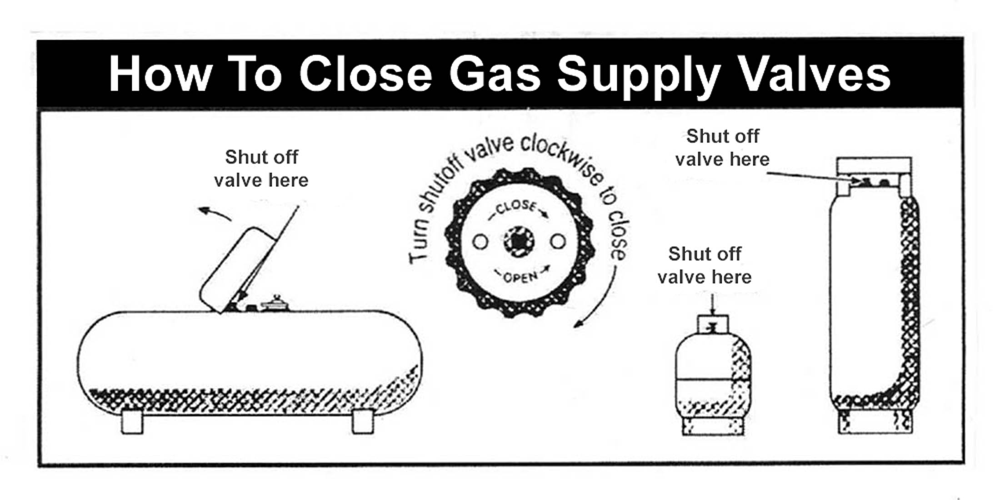 How To Close Gas Supply Valves
Shut off
valve here
Turn shutoff valve clockwise to close
CLOSE
OPEN
Shut off
valve here
Shut off
valve here